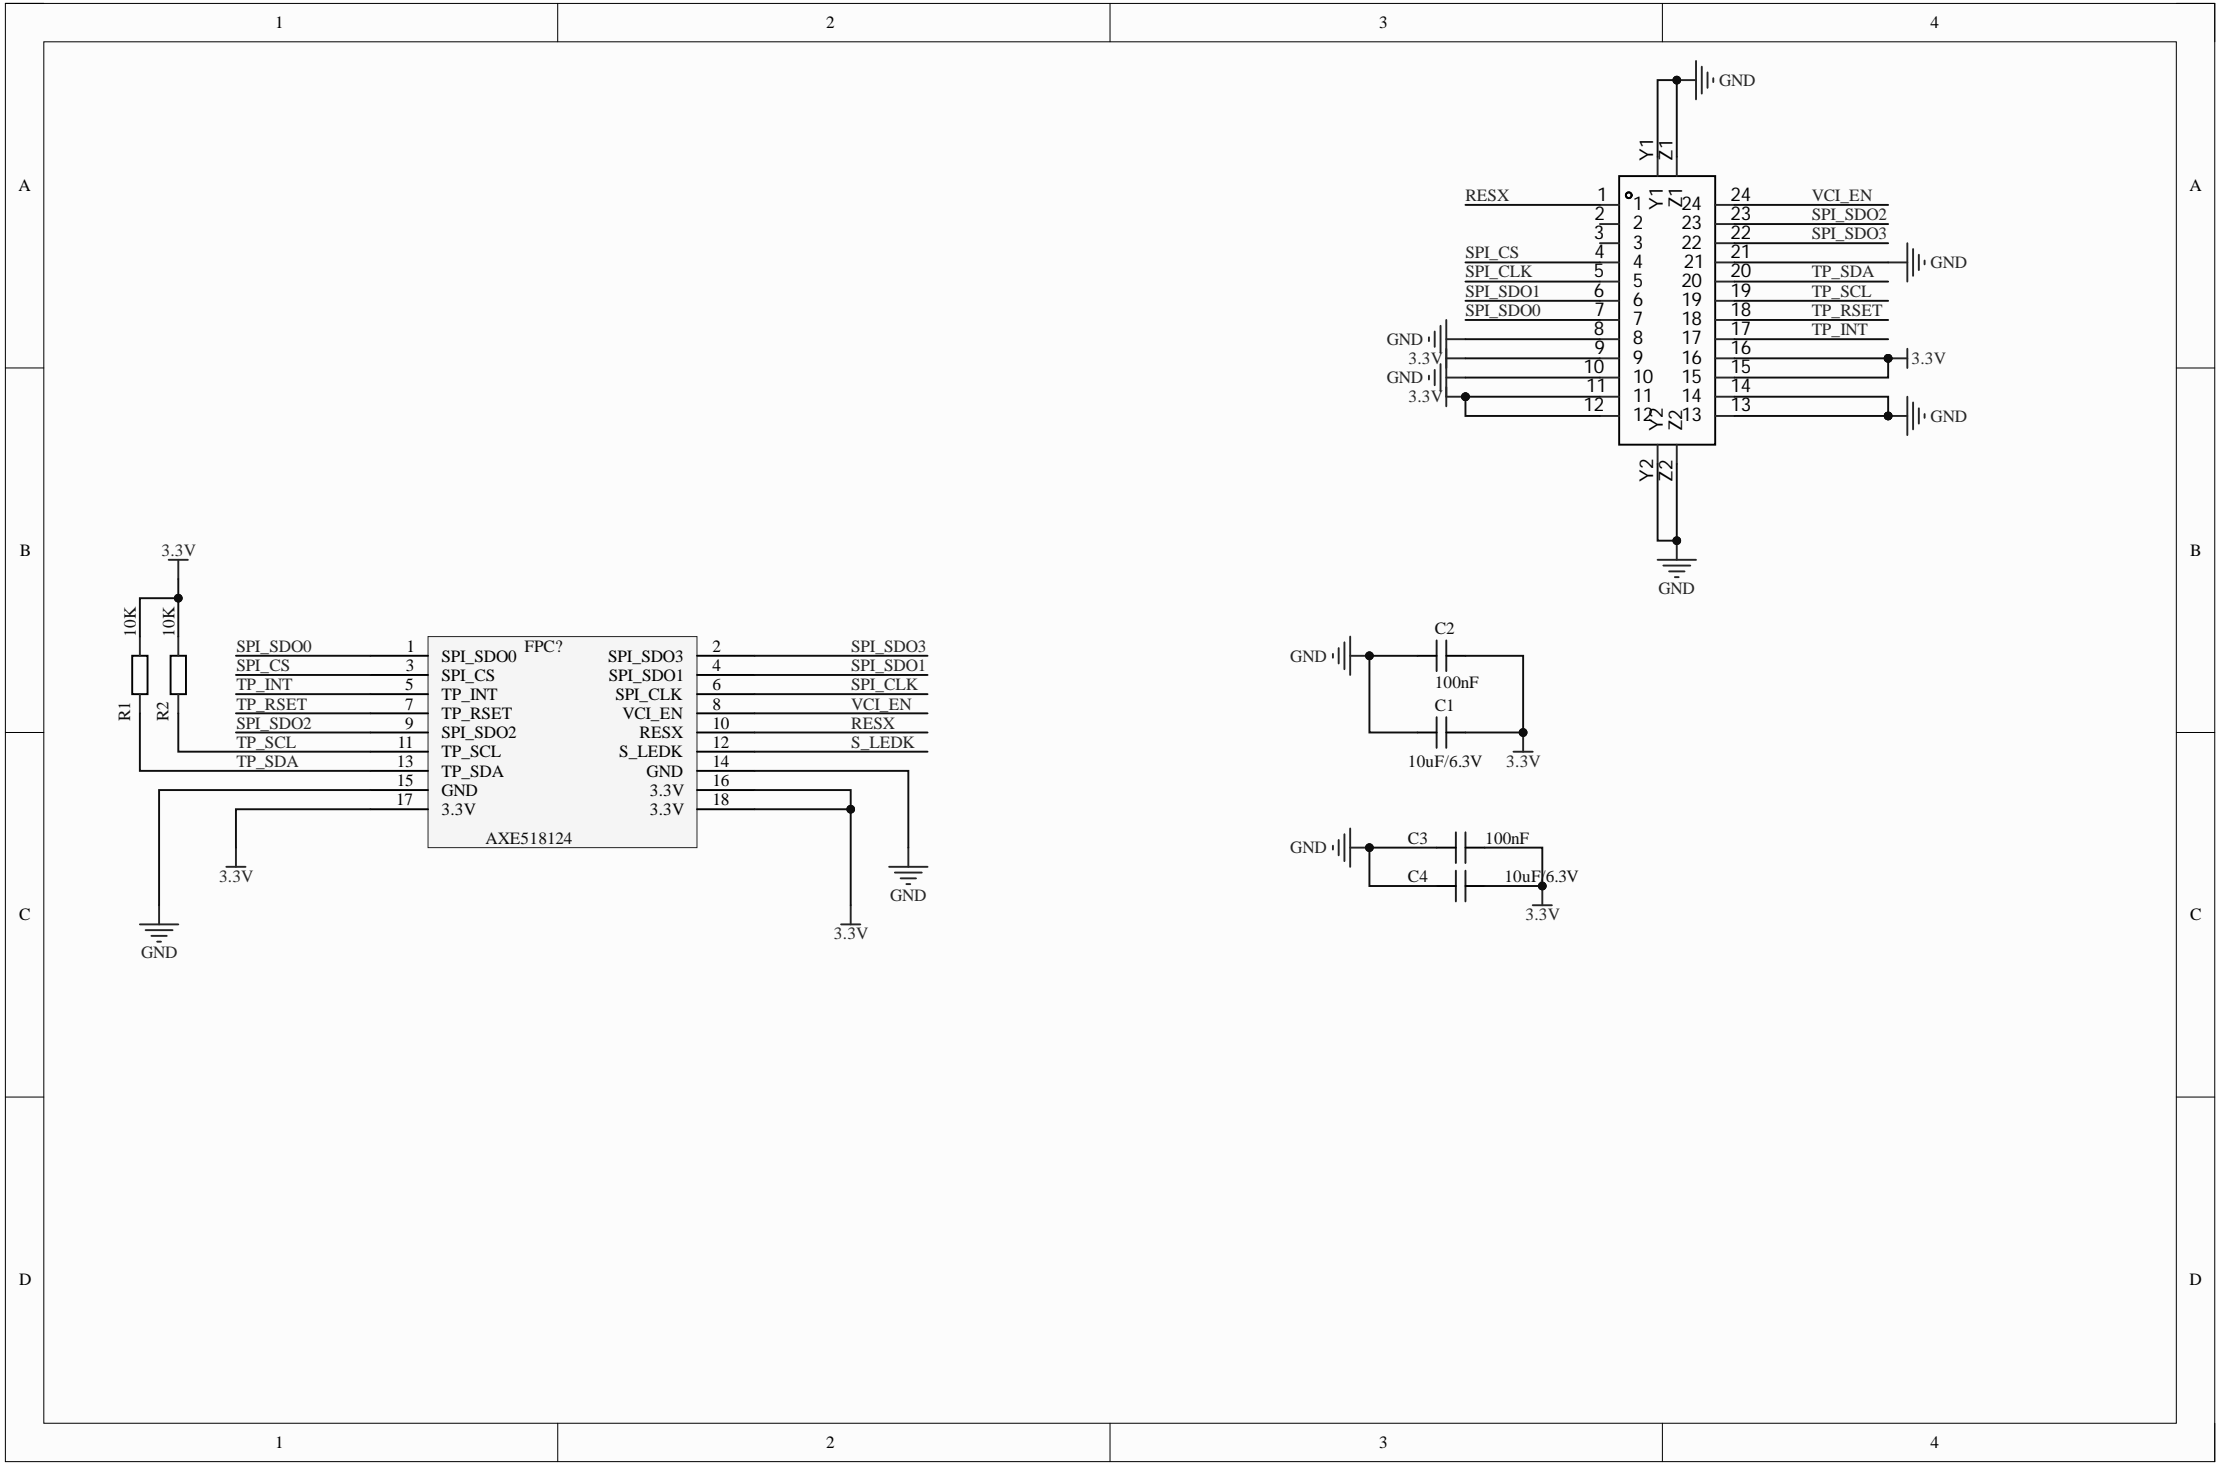 1 2 3 4
A A
GND
Y1 Z1
RESX 1 1 Y1 Z1 24 24 VCI_EN
2 2 23 23 SPI_SDO2
3 3 22 22 SPI_SDO3
SPI_CS 4 4 21 21 GND
SPI_CLK 5 5 20 20 TP_SDA
SPI_SDO1 6 6 19 19 TP_SCL
SPI_SDO0 7 7 18 18 TP_RSET
GND 8 8 17 17 TP_INT
3.3V 9 9 16 16 3.3V
GND 10 10 15 15
3.3V 11 11 14 14
12 12 Y2 Z2 13 13 GND
Y2 Z2
GND
B B
3.3V
10K 10K
R1 R2
FPC?
SPI_SDO0 1 SPI_SDO0 SPI_SDO3 2 SPI_SDO3
SPI_CS 3 SPI_CS SPI_SDO1 4 SPI_SDO1
TP_INT 5 TP_INT SPI_CLK 6 SPI_CLK
TP_RSET 7 TP_RSET VCI_EN 8 VCI_EN
SPI_SDO2 9 SPI_SDO2 RESX 10 RESX
TP_SCL 11 TP_SCL S_LEDK 12 S_LEDK
TP_SDA 13 TP_SDA GND 14
15 GND 3.3V 16
17 3.3V 3.3V 18
AXE518124
3.3V
GND
GND
3.3V
C2
GND
100nF
C1
10uF/6.3V 3.3V
GND C3 100nF
C4 10uF/6.3V
3.3V
C C
D D
1 2 3 4